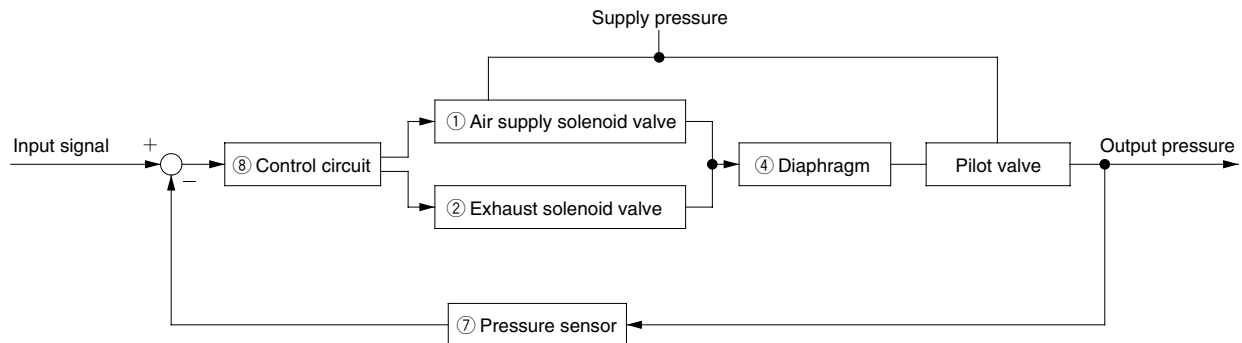 Supply pressure
① Air supply solenoid valve
Input signal
+
−
⑧ Control circuit
④ Diaphragm
Pilot valve
Output pressure
② Exhaust solenoid valve
⑦ Pressure sensor